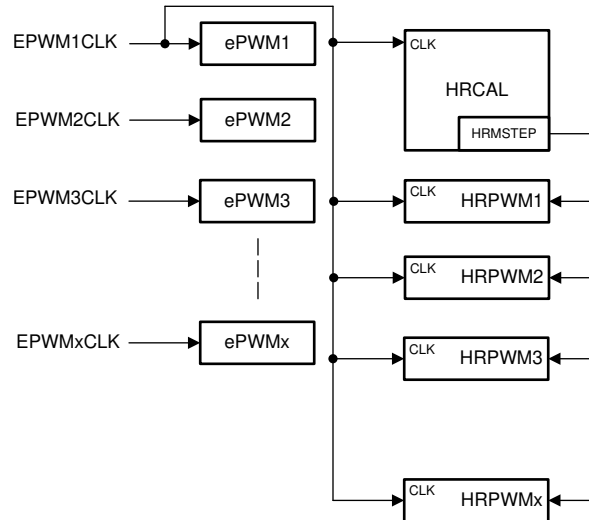 EPWM1CLK
ePWM1
CLK
HRCAL
HRMSTEP
EPWM2CLK
ePWM2
EPWM3CLK
ePWM3
CLK
HRPWM1
CLK
HRPWM2
EPWMxCLK
ePWMx
CLK
HRPWM3
CLK
HRPWMx